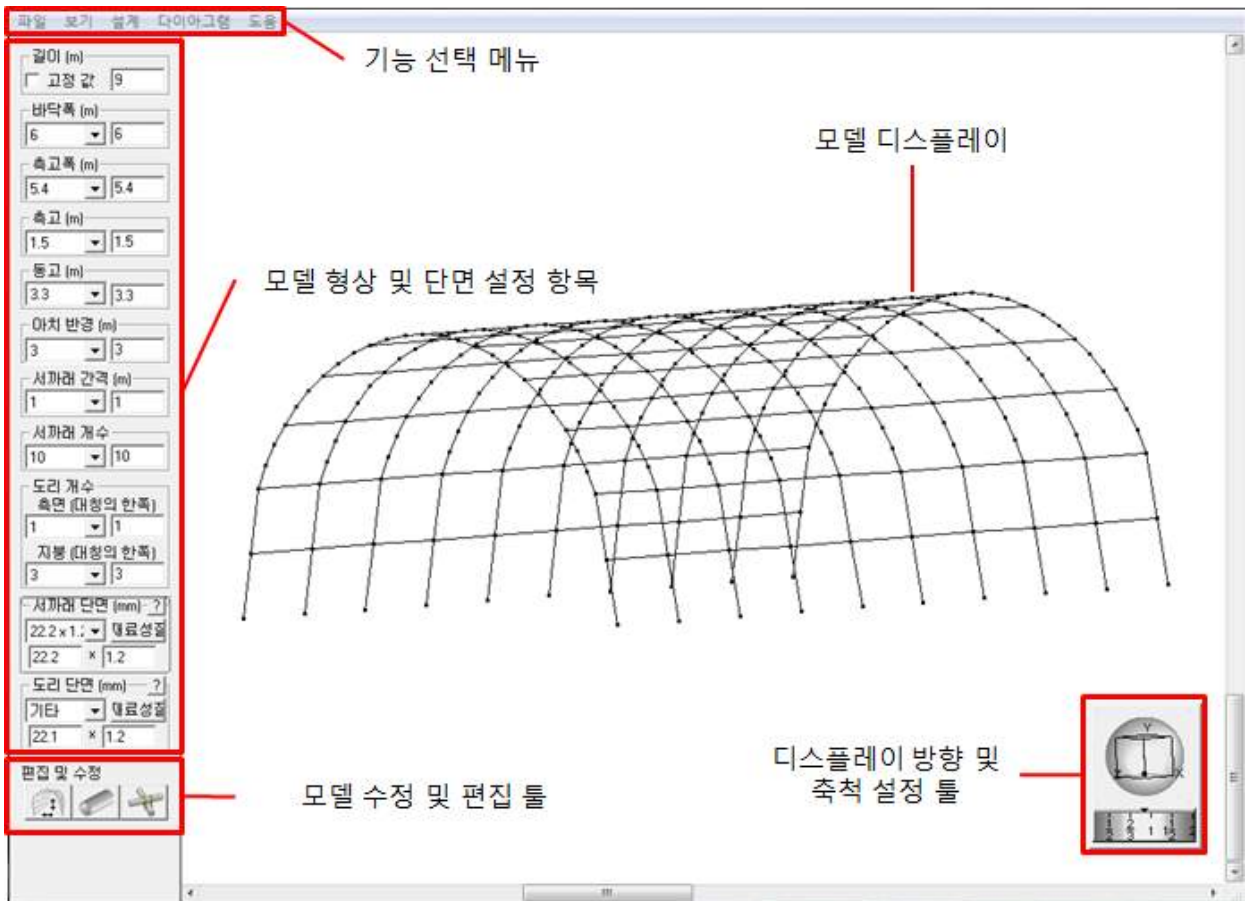 파일 보기 설계 다이아그램 도움
기능 선택 메뉴
길이 (m)
고정 값 9
바닥폭 (m)
6 6
측고폭 (m)
5.4 5.4
측고 (m)
1.5 1.5
동고 (m)
3.3 3.3
아치 반경 (m)
3 3
서까래 간격 (m)
1 1
서까래 개수
10 10
도리 개수
측면 (대칭의 한쪽)
1 1
지붕 (대칭의 한쪽)
3 3
서까래 단면 (mm) ?
22.2 x 1.2 재료성질
22.2 × 1.2
도리 단면 (mm) ?
기타 재료성질
22.1 × 1.2
편집 및 수정
모델 디스플레이
모델 형상 및 단면 설정 항목
모델 수정 및 편집 툴
디스플레이 방향 및
축척 설정 툴
Y
Z X